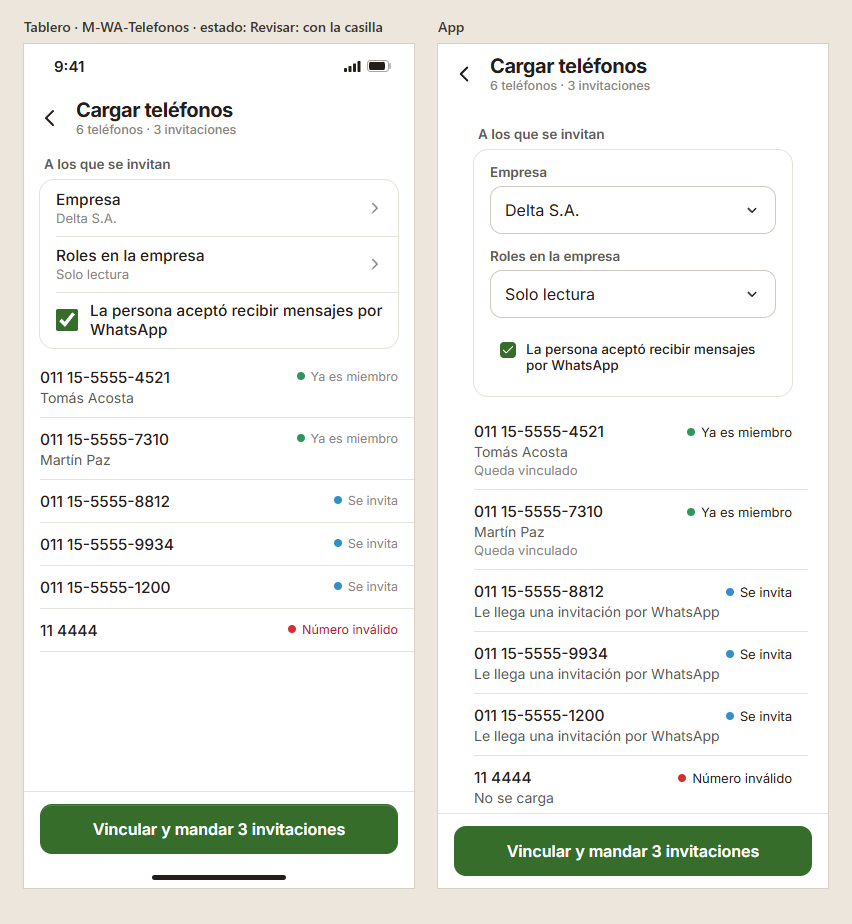 Tablero · M-WA-Telefonos · estado: Revisar: con la casilla
9:41
Cargar teléfonos
6 teléfonos · 3 invitaciones
A los que se invitan
Empresa
Delta S.A.
Roles en la empresa
Solo lectura
La persona aceptó recibir mensajes por
WhatsApp
011 15-5555-4521
Ya es miembro
Tomás Acosta
011 15-5555-7310
Ya es miembro
Martín Paz
011 15-5555-8812
Se invita
011 15-5555-9934
Se invita
011 15-5555-1200
Se invita
11 4444
Número inválido
Vincular y mandar 3 invitaciones
App
Cargar teléfonos
6 teléfonos · 3 invitaciones
A los que se invitan
Empresa
Delta S.A.
Roles en la empresa
Solo lectura
La persona aceptó recibir mensajes
por WhatsApp
011 15-5555-4521
Ya es miembro
Tomás Acosta
Queda vinculado
011 15-5555-7310
Ya es miembro
Martín Paz
Queda vinculado
011 15-5555-8812
Se invita
Le llega una invitación por WhatsApp
011 15-5555-9934
Se invita
Le llega una invitación por WhatsApp
011 15-5555-1200
Se invita
Le llega una invitación por WhatsApp
11 4444
Número inválido
No se carga
Vincular y mandar 3 invitaciones